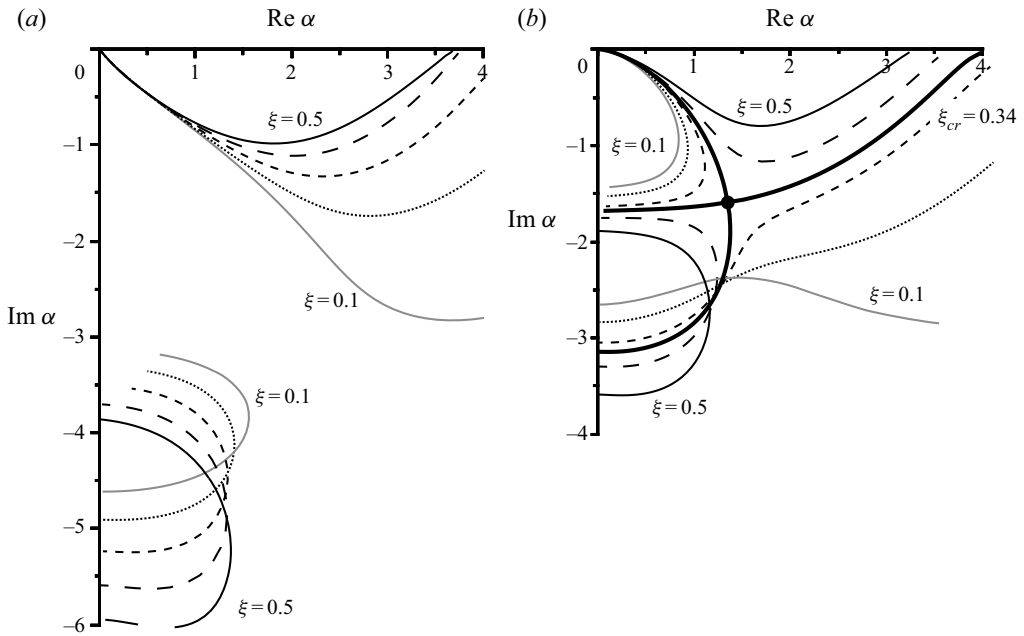 (a) Re α
0 1 2 3 4
ξ = 0.5
–1
–2
ξ = 0.1
Im α
–3
ξ = 0.1
–4
–5
ξ = 0.5
–6
(b) Re α
0 1 2 3 4
ξ = 0.5
ξcr = 0.34
–1
ξ = 0.1
Im α
–2
ξ = 0.1
–3
ξ = 0.5
–4